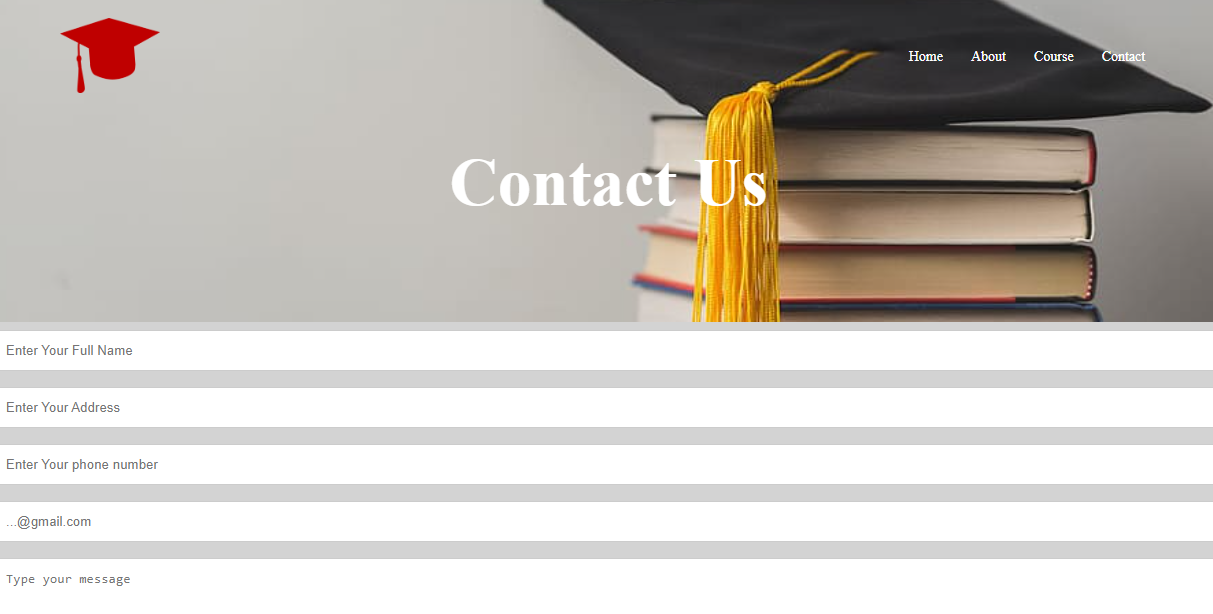 Home About Course Contact
Contact Us
Enter Your Full Name
Enter Your Address
Enter Your phone number
...@gmail.com
Type your message